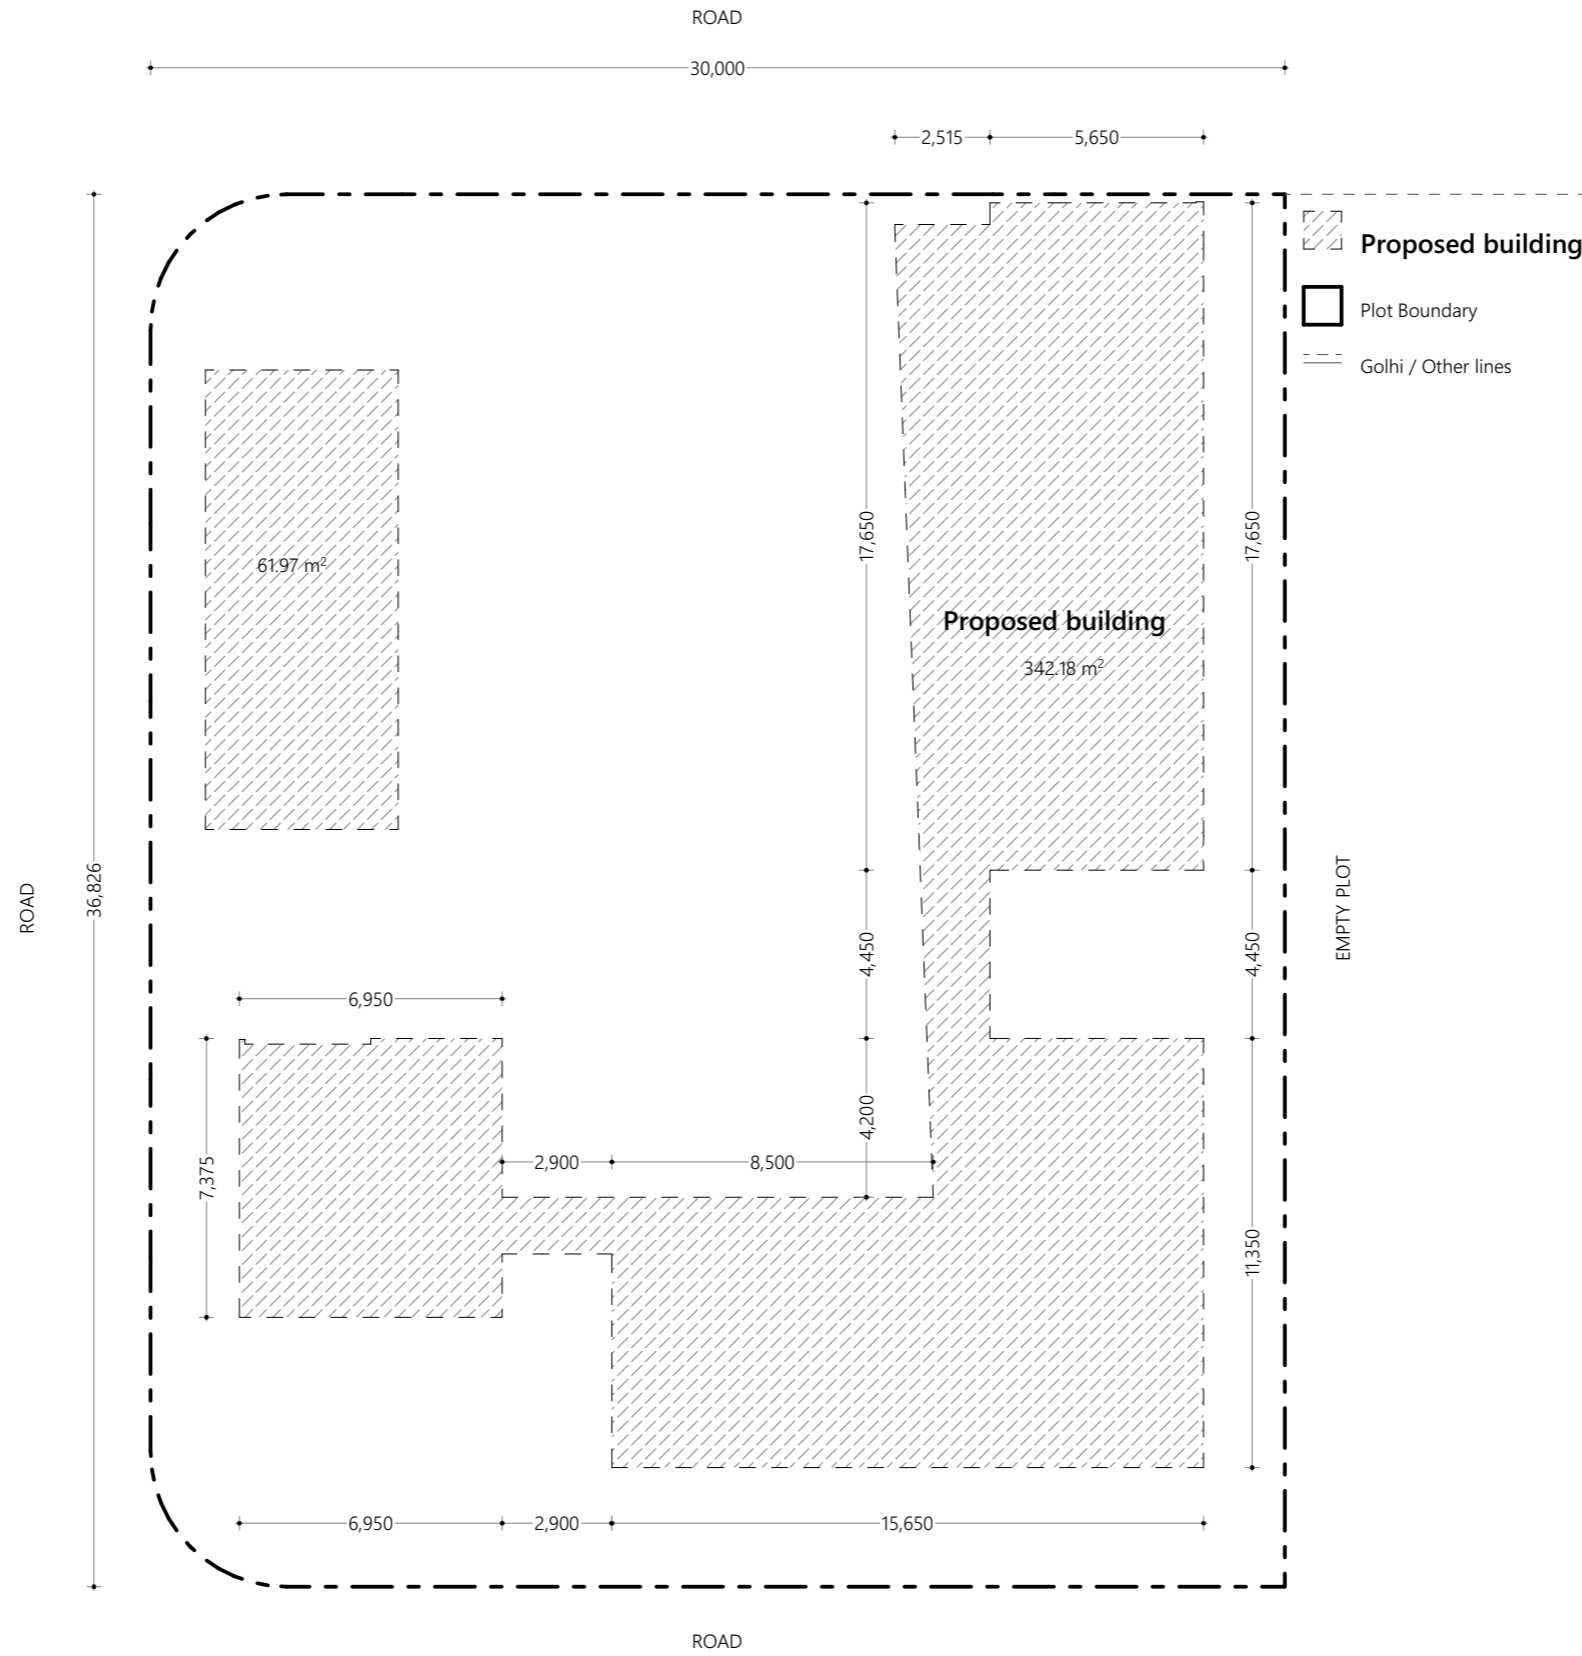 ROAD
30,000
2,515
5,650
Proposed building
Plot Boundary
Golhi / Other lines
17,650
17,650
61.97 m²
Proposed building
342.18 m²
ROAD
36,826
EMPTY PLOT
4,450
4,450
6,950
4,200
7,375
2,900
8,500
11,350
6,950
2,900
15,650
ROAD